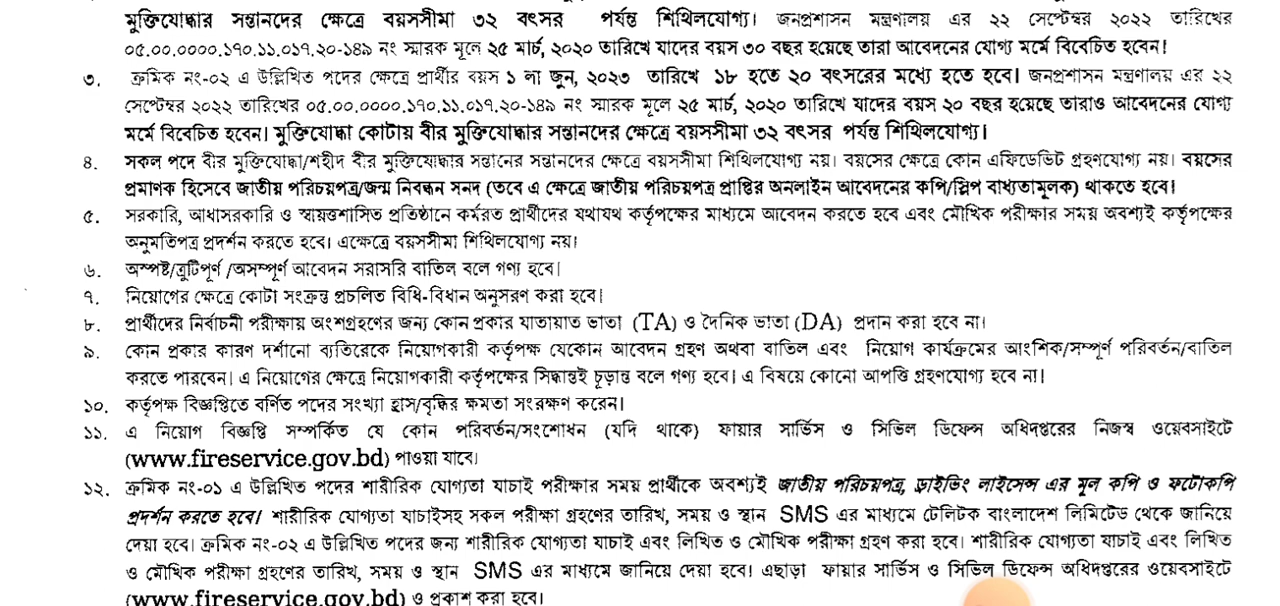 মুক্তিযোদ্ধার সন্তানদের ক্ষেত্রে বয়সসীমা ৩২ বৎসর পর্যন্ত শিথিলযোগ্য। জনপ্রশাসন মন্ত্রণালয় এর ২২ সেপ্টেম্বর ২০২২ তারিখের
০৫.০০.০০০০.১৭০.১১.০১৭.২০-১৪৯ নং স্মারক মূলে ২৫ মার্চ, ২০২০ তারিখে যাদের বয়স ৩০ বছর হয়েছে তারা আবেদনের যোগ্য মর্মে বিবেচিত হবেন।
৩. ক্রমিক নং-০২ এ উল্লিখিত পদের ক্ষেত্রে প্রার্থীর বয়স ১ লা জুন, ২০২৩ তারিখে ১৮ হতে ২০ বৎসরের মধ্যে হতে হবে। জনপ্রশাসন মন্ত্রণালয় এর ২২
সেপ্টেম্বর ২০২২ তারিখের ০৫.০০.০০০০.১৭০.১১.০১৭.২০-১৪৯ নং স্মারক মূলে ২৫ মার্চ, ২০২০ তারিখে যাদের বয়স ২০ বছর হয়েছে তারাও আবেদনের যোগ্য
মর্মে বিবেচিত হবেন। মুক্তিযোদ্ধা কোটায় বীর মুক্তিযোদ্ধার সন্তানদের ক্ষেত্রে বয়সসীমা ৩২ বৎসর পর্যন্ত শিথিলযোগ্য।
৪. সকল পদে বীর মুক্তিযোদ্ধা/শহীদ বীর মুক্তিযোদ্ধার সন্তানের সন্তানদের ক্ষেত্রে বয়সসীমা শিথিলযোগ্য নয়। বয়সের ক্ষেত্রে কোন এফিডেভিট গ্রহণযোগ্য নয়। বয়সের
প্রমাণক হিসেবে জাতীয় পরিচয়পত্র/জন্ম নিবন্ধন সনদ (তবে এ ক্ষেত্রে জাতীয় পরিচয়পত্র প্রাপ্তির অনলাইন আবেদনের কপি/স্লিপ বাধ্যতামূলক) থাকতে হবে।
৫. সরকারি, আধাসরকারি ও স্বায়ত্তশাসিত প্রতিষ্ঠানে কর্মরত প্রার্থীদের যথাযথ কর্তৃপক্ষের মাধ্যমে আবেদন করতে হবে এবং মৌখিক পরীক্ষার সময় অবশ্যই কর্তৃপক্ষের
অনুমতিপত্র প্রদর্শন করতে হবে। এক্ষেত্রে বয়সসীমা শিথিলযোগ্য নয়।
৬. অস্পষ্ট/ত্রুটিপূর্ণ /অসম্পূর্ণ আবেদন সরাসরি বাতিল বলে গণ্য হবে।
৭. নিয়োগের ক্ষেত্রে কোটা সংক্রন্ত প্রচলিত বিধি-বিধান অনুসরণ করা হবে।
৮. প্রার্থীদের নির্বাচনী পরীক্ষায় অংশগ্রহণের জন্য কোন প্রকার যাতায়াত ভাতা (TA) ও দৈনিক ভাতা (DA) প্রদান করা হবে না।
৯. কোন প্রকার কারণ দর্শানো ব্যতিরেকে নিয়োগকারী কর্তৃপক্ষ যেকোন আবেদন গ্রহণ অথবা বাতিল এবং নিয়োগ কার্যক্রমের আংশিক/সম্পূর্ণ পরিবর্তন/বাতিল
করতে পারবেন। এ নিয়োগের ক্ষেত্রে নিয়োগকারী কর্তৃপক্ষের সিদ্ধান্তই চূড়ান্ত বলে গণ্য হবে। এ বিষয়ে কোনো আপত্তি গ্রহণযোগ্য হবে না।
১০. কর্তৃপক্ষ বিজ্ঞপ্তিতে বর্ণিত পদের সংখ্যা হ্রাস/বৃদ্ধির ক্ষমতা সংরক্ষণ করেন।
১১. এ নিয়োগ বিজ্ঞপ্তি সম্পর্কিত যে কোন পরিবর্তন/সংশোধন (যদি থাকে) ফায়ার সার্ভিস ও সিভিল ডিফেন্স অধিদপ্তরের নিজস্ব ওয়েবসাইটে
(www.fireservice.gov.bd) পাওয়া যাবে।
১২. ক্রমিক নং-০১ এ উল্লিখিত পদের শারীরিক যোগ্যতা যাচাই পরীক্ষার সময় প্রার্থীকে অবশ্যই জাতীয় পরিচয়পত্র, ড্রাইভিং লাইসেন্স এর মূল কপি ও ফটোকপি
প্রদর্শন করতে হবে। শারীরিক যোগ্যতা যাচাইসহ সকল পরীক্ষা গ্রহণের তারিখ, সময় ও স্থান SMS এর মাধ্যমে টেলিটক বাংলাদেশ লিমিটেড থেকে জানিয়ে
দেয়া হবে। ক্রমিক নং-০২ এ উল্লিখিত পদের জন্য শারীরিক যোগ্যতা যাচাই এবং লিখিত ও মৌখিক পরীক্ষা গ্রহণ করা হবে। শারীরিক যোগ্যতা যাচাই এবং লিখিত
ও মৌখিক পরীক্ষা গ্রহণের তারিখ, সময় ও স্থান SMS এর মাধ্যমে জানিয়ে দেয়া হবে। এছাড়া ফায়ার সার্ভিস ও সিভিল ডিফেন্স অধিদপ্তরের ওয়েবসাইটে
(www.fireservice.gov.bd) ও প্রকাশ করা হবে।